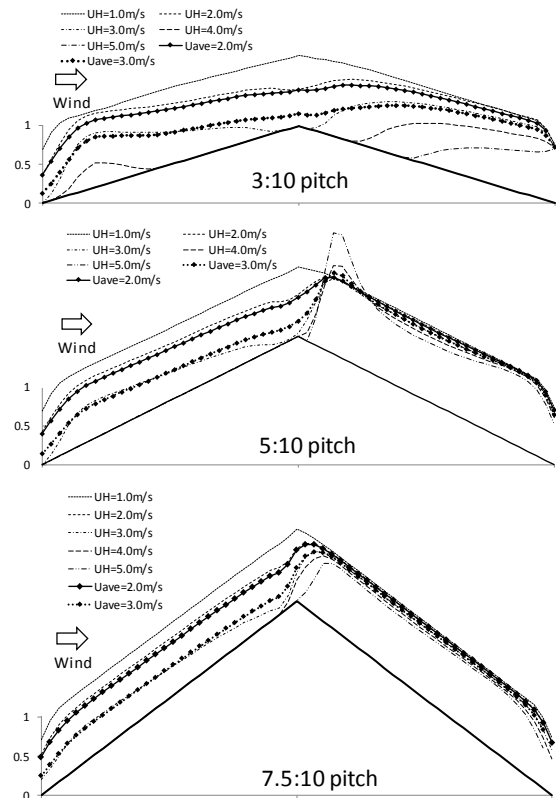 UH=1.0m/s UH=2.0m/s
UH=3.0m/s UH=4.0m/s
UH=5.0m/s Uave=2.0m/s
Uave=3.0m/s
Wind
1
0.5
0
3:10 pitch
UH=1.0m/s UH=2.0m/s
UH=3.0m/s UH=4.0m/s
UH=5.0m/s Uave=3.0m/s
Uave=2.0m/s
Wind
1
0.5
0
5:10 pitch
UH=1.0m/s
UH=2.0m/s
UH=3.0m/s
UH=4.0m/s
UH=5.0m/s
Uave=2.0m/s
Uave=3.0m/s
Wind
1
0.5
0
7.5:10 pitch